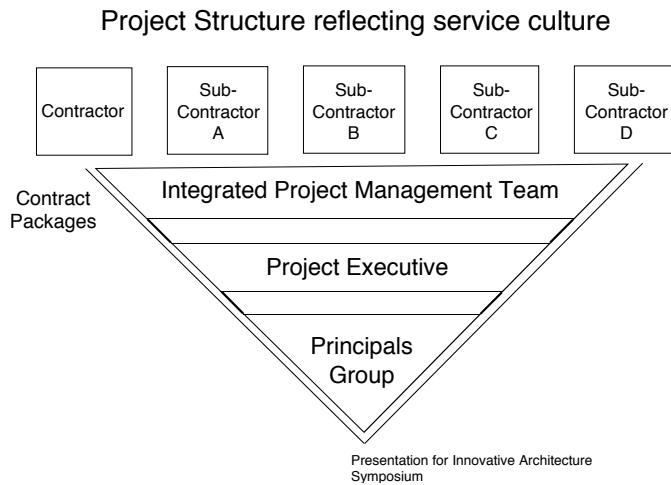 Project Structure reflecting service culture
Contractor
Sub-
Contractor
A
Sub-
Contractor
B
Sub-
Contractor
C
Sub-
Contractor
D
Contract
Packages
Integrated Project Management Team
Project Executive
Principals
Group
Presentation for Innovative Architecture
Symposium